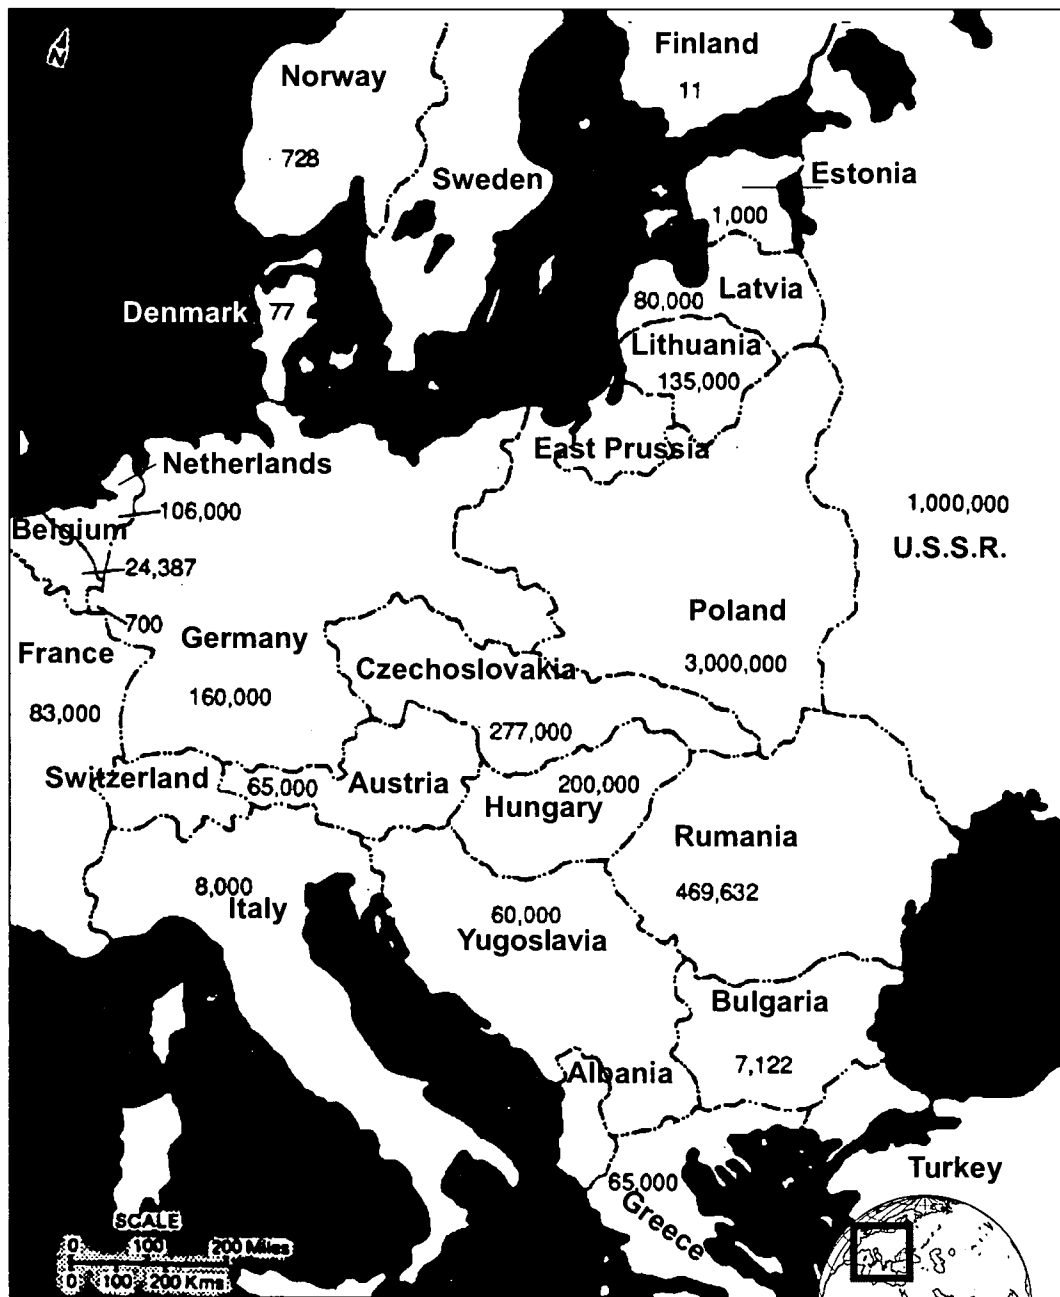 N
Finland
11
Norway
728
Sweden
Estonia
1,000
Latvia
80,000
Denmark
77
Lithuania
135,000
East Prussia
Netherlands
106,000
Belgium
24,387
700
1,000,000
U.S.S.R.
Poland
3,000,000
Germany
160,000
France
83,000
Czechoslovakia
277,000
Switzerland
65,000
Austria
200,000
Hungary
Rumania
469,632
8,000
Italy
60,000
Yugoslavia
Bulgaria
7,122
Albania
65,000
Greece
Turkey
SCALE
0 100 200 Miles
0 100 200 Kms